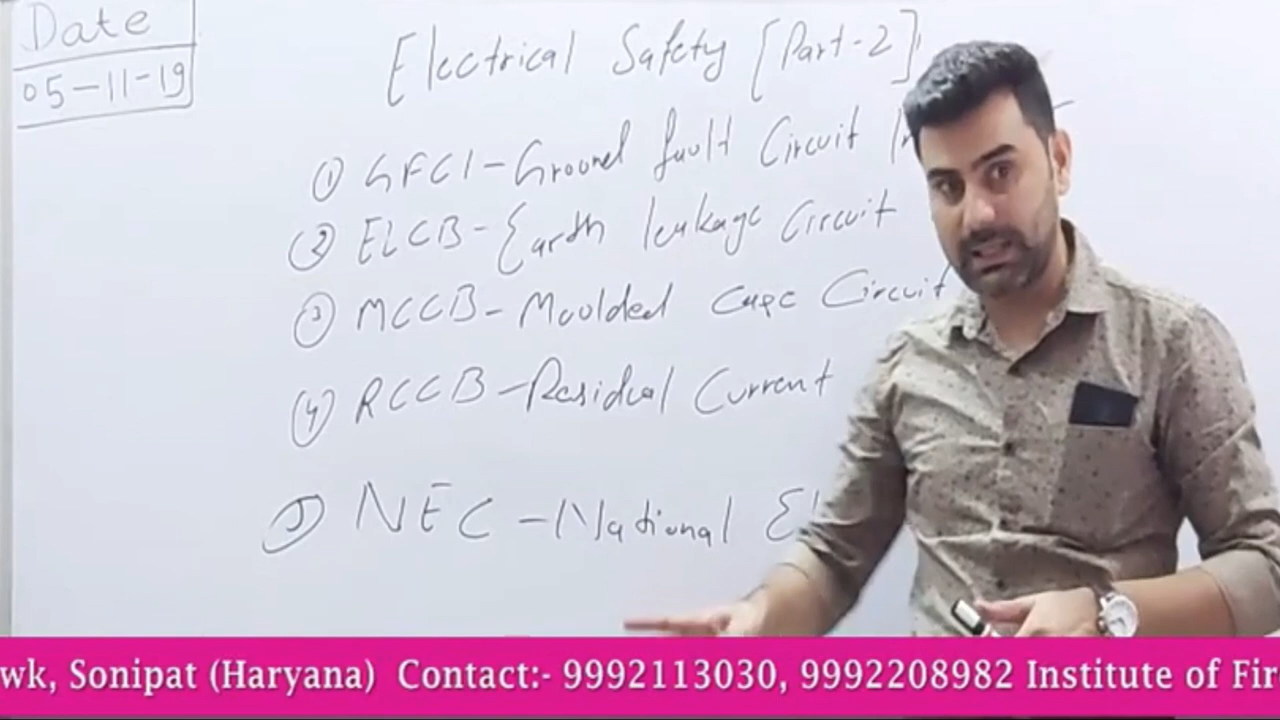 Date
05-11-19
Electrical Safety [Part-2]
① GFCI - Ground fault Circuit In
② ELCB - Earth leakage Circuit
③ MCCB - Moulded case Circuit
④ RCCB - Residual Current
⑤ NEC - National El
wk, Sonipat (Haryana) Contact:- 9992113030, 9992208982 Institute of Fir